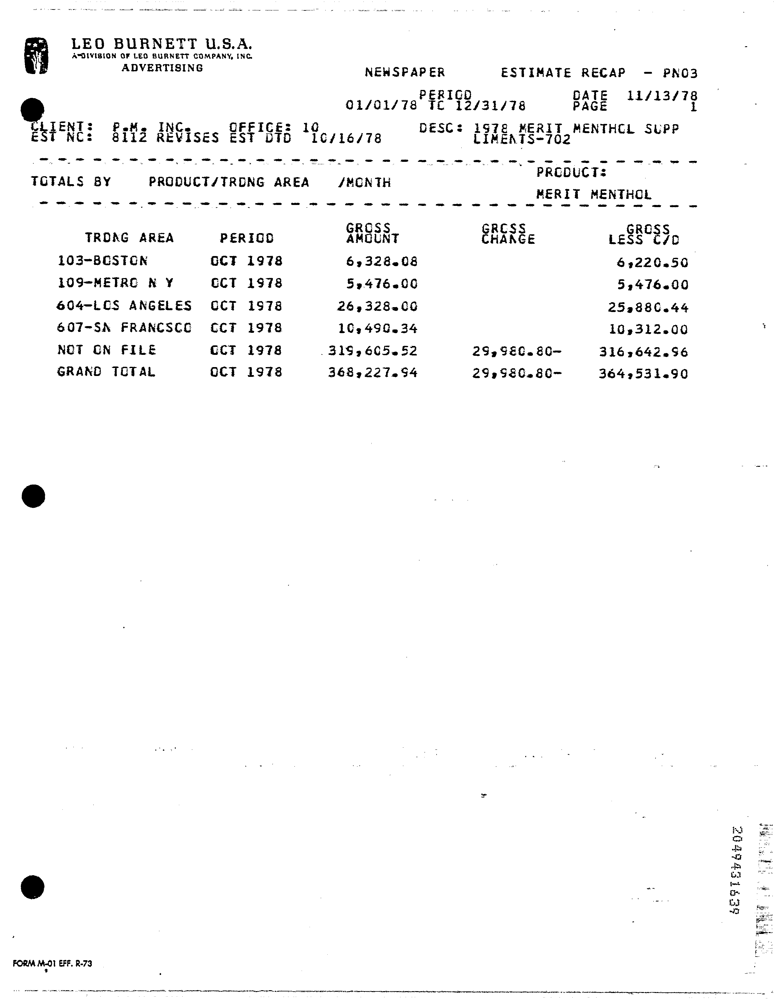 LEO BURNETT U.S.A.
A DIVISION OF LEO BURNETT COMPANY, INC.
ADVERTISING
NEWSPAPER ESTIMATE RECAP - PN03
PERIOD DATE 11/13/78
01/01/78 TC 12/31/78 PAGE 1
CLIENT: P.M. INC. OFFICE: 10 DESC: 1978 MERIT MENTHOL SUPP
EST NC: 8112 REVISES EST DTD 10/16/78 LIMENTS-702
PRODUCT:
TOTALS BY PRODUCT/TRDNG AREA /MONTH
MERIT MENTHOL
GROSS GROSS GROSS
TRDNG AREA PERIOD AMOUNT CHANGE LESS C/D
103-BOSTON OCT 1978 6,328.08 6,220.50
109-METRO N Y OCT 1978 5,476.00 5,476.00
604-LOS ANGELES OCT 1978 26,328.00 25,880.44
607-SA FRANCSCO OCT 1978 10,490.34 10,312.00
NOT ON FILE OCT 1978 319,605.52 29,980.80- 316,642.96
GRAND TOTAL OCT 1978 368,227.94 29,980.80- 364,531.90
2049431639
FORM M-01 EFF. R-73